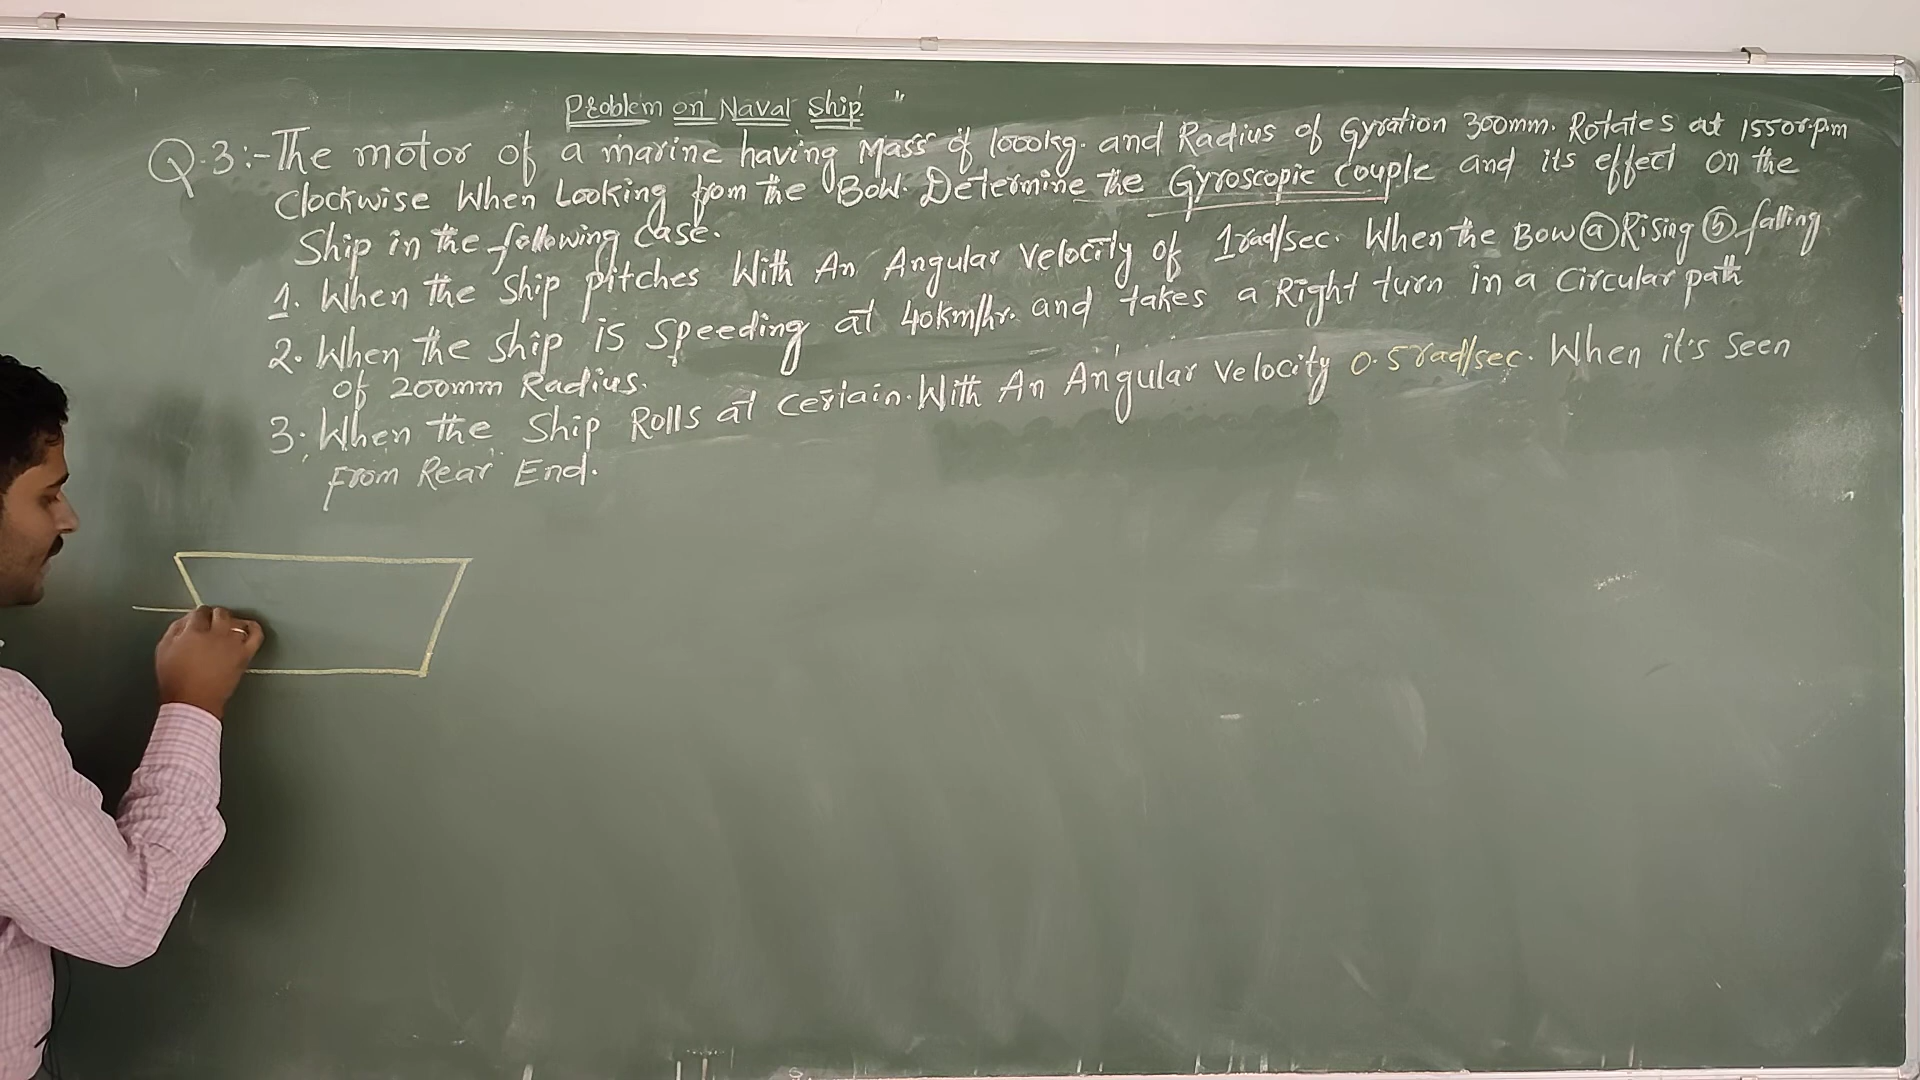 Problem on Naval Ship "
Q.3:- The motor of a marine having Mass of 1000kg. and Radius of Gyration 300mm. Rotates at 1550r.p.m
Clockwise When Looking from the Bow. Determine the Gyroscopic Couple and its effect on the
Ship in the following case.
1. When the Ship pitches With An Angular Velocity of 1rad/sec. When the Bow ⓐ Rising ⓑ falling
2. When the Ship is Speeding at 40km/hr. and takes a Right turn in a Circular path
of 200mm Radius.
3. When the Ship Rolls at Certain. With An Angular Velocity 0.5rad/sec. When it's Seen
From Rear End.